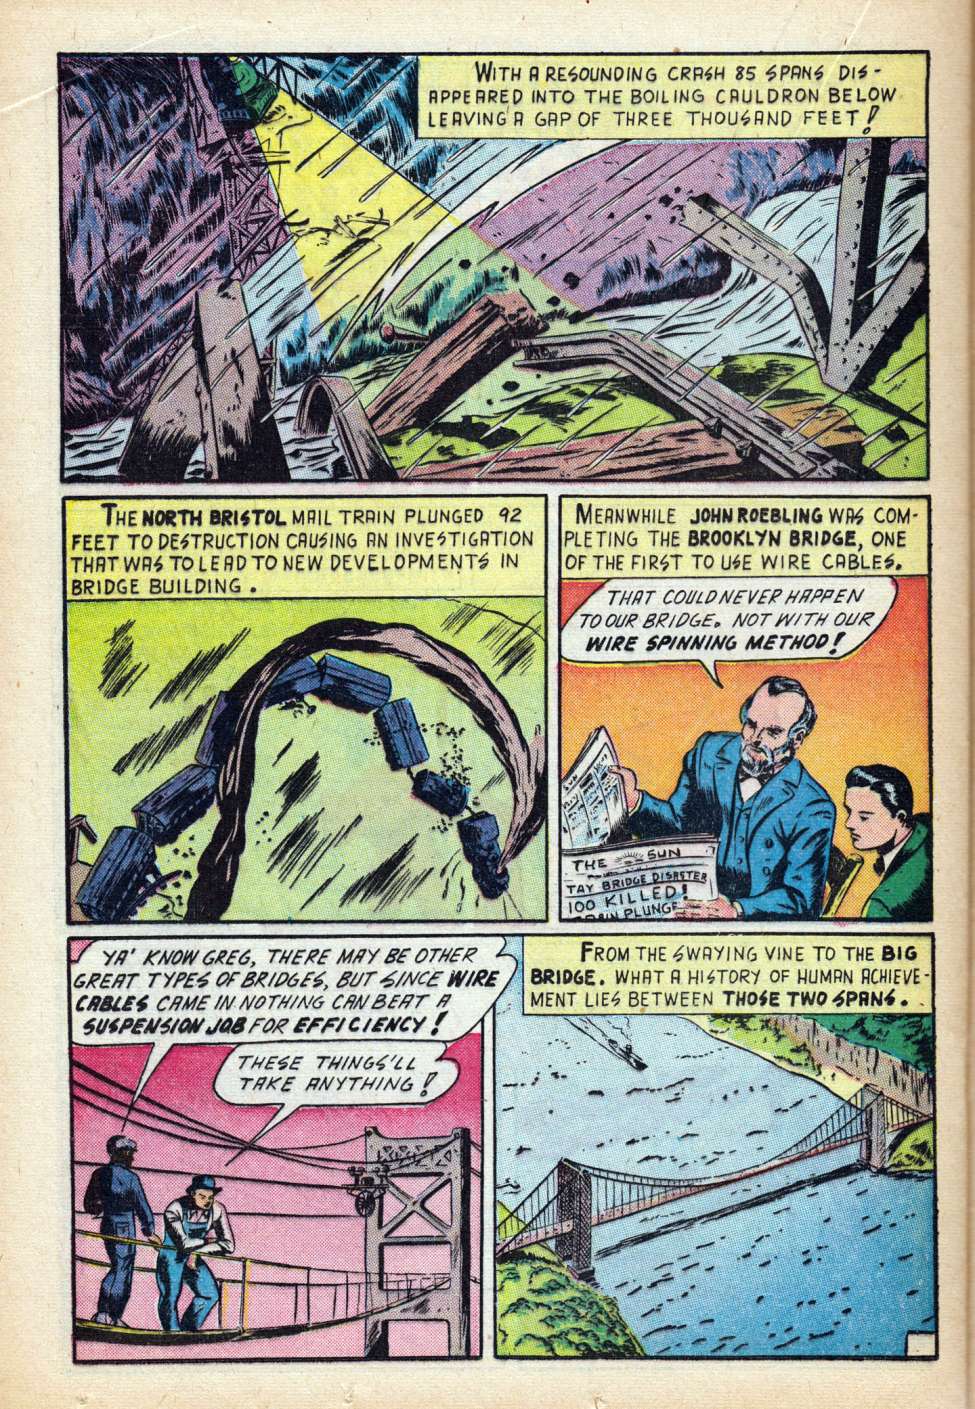 WITH A RESOUNDING CRASH 85 SPANS DIS-
APPEARED INTO THE BOILING CAULDRON BELOW
LEAVING A GAP OF THREE THOUSAND FEET!
THE NORTH BRISTOL MAIL TRAIN PLUNGED 92
FEET TO DESTRUCTION CAUSING AN INVESTIGATION
THAT WAS TO LEAD TO NEW DEVELOPMENTS IN
BRIDGE BUILDING.
MEANWHILE JOHN ROEBLING WAS COM-
PLETING THE BROOKLYN BRIDGE, ONE
OF THE FIRST TO USE WIRE CABLES.
THAT COULD NEVER HAPPEN
TO OUR BRIDGE. NOT WITH OUR
WIRE SPINNING METHOD!
THE SUN
TAY BRIDGE DISASTER
100 KILLED!
TRAIN PLUNGE
YA' KNOW GREG, THERE MAY BE OTHER
GREAT TYPES OF BRIDGES, BUT SINCE WIRE
CABLES CAME IN NOTHING CAN BEAT A
SUSPENSION JOB FOR EFFICIENCY!
THESE THINGS'LL
TAKE ANYTHING!
FROM THE SWAYING VINE TO THE BIG
BRIDGE. WHAT A HISTORY OF HUMAN ACHIEVE-
MENT LIES BETWEEN THOSE TWO SPANS.